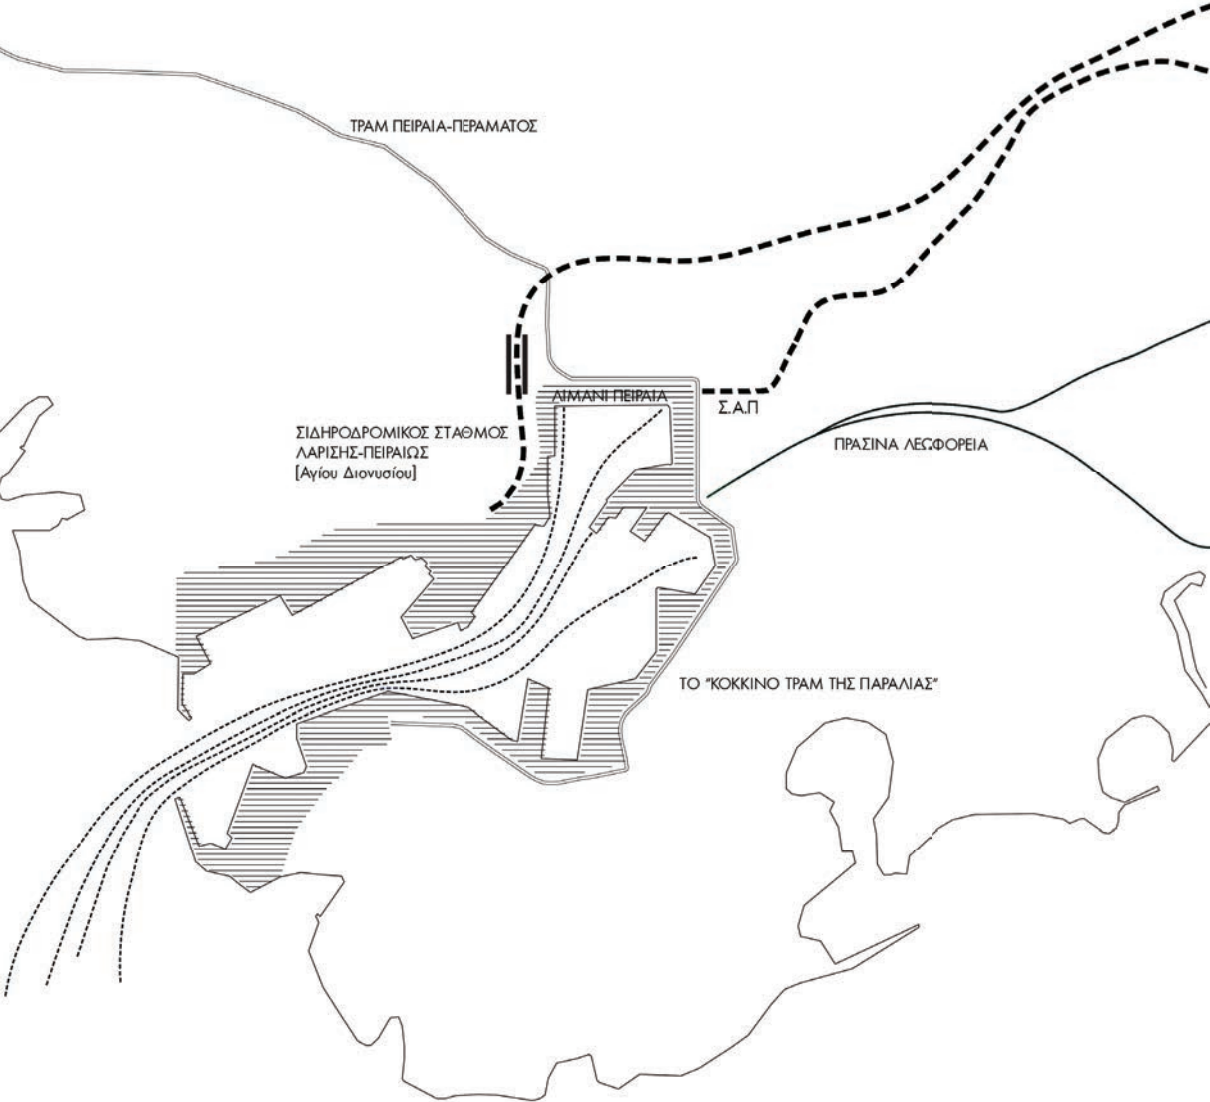 ΤΡΑΜ ΠΕΙΡΑΙΑ-ΠΕΡΑΜΑΤΟΣ
ΛΙΜΑΝΙ ΠΕΙΡΑΙΑ
Σ.Α.Π
ΣΙΔΗΡΟΔΡΟΜΙΚΟΣ ΣΤΑΘΜΟΣ
ΛΑΡΙΣΗΣ-ΠΕΙΡΑΙΩΣ
[Αγίου Διονυσίου]
ΠΡΑΣΙΝΑ ΛΕΩΦΟΡΕΙΑ
ΤΟ "ΚΟΚΚΙΝΟ ΤΡΑΜ ΤΗΣ ΠΑΡΑΛΙΑΣ"